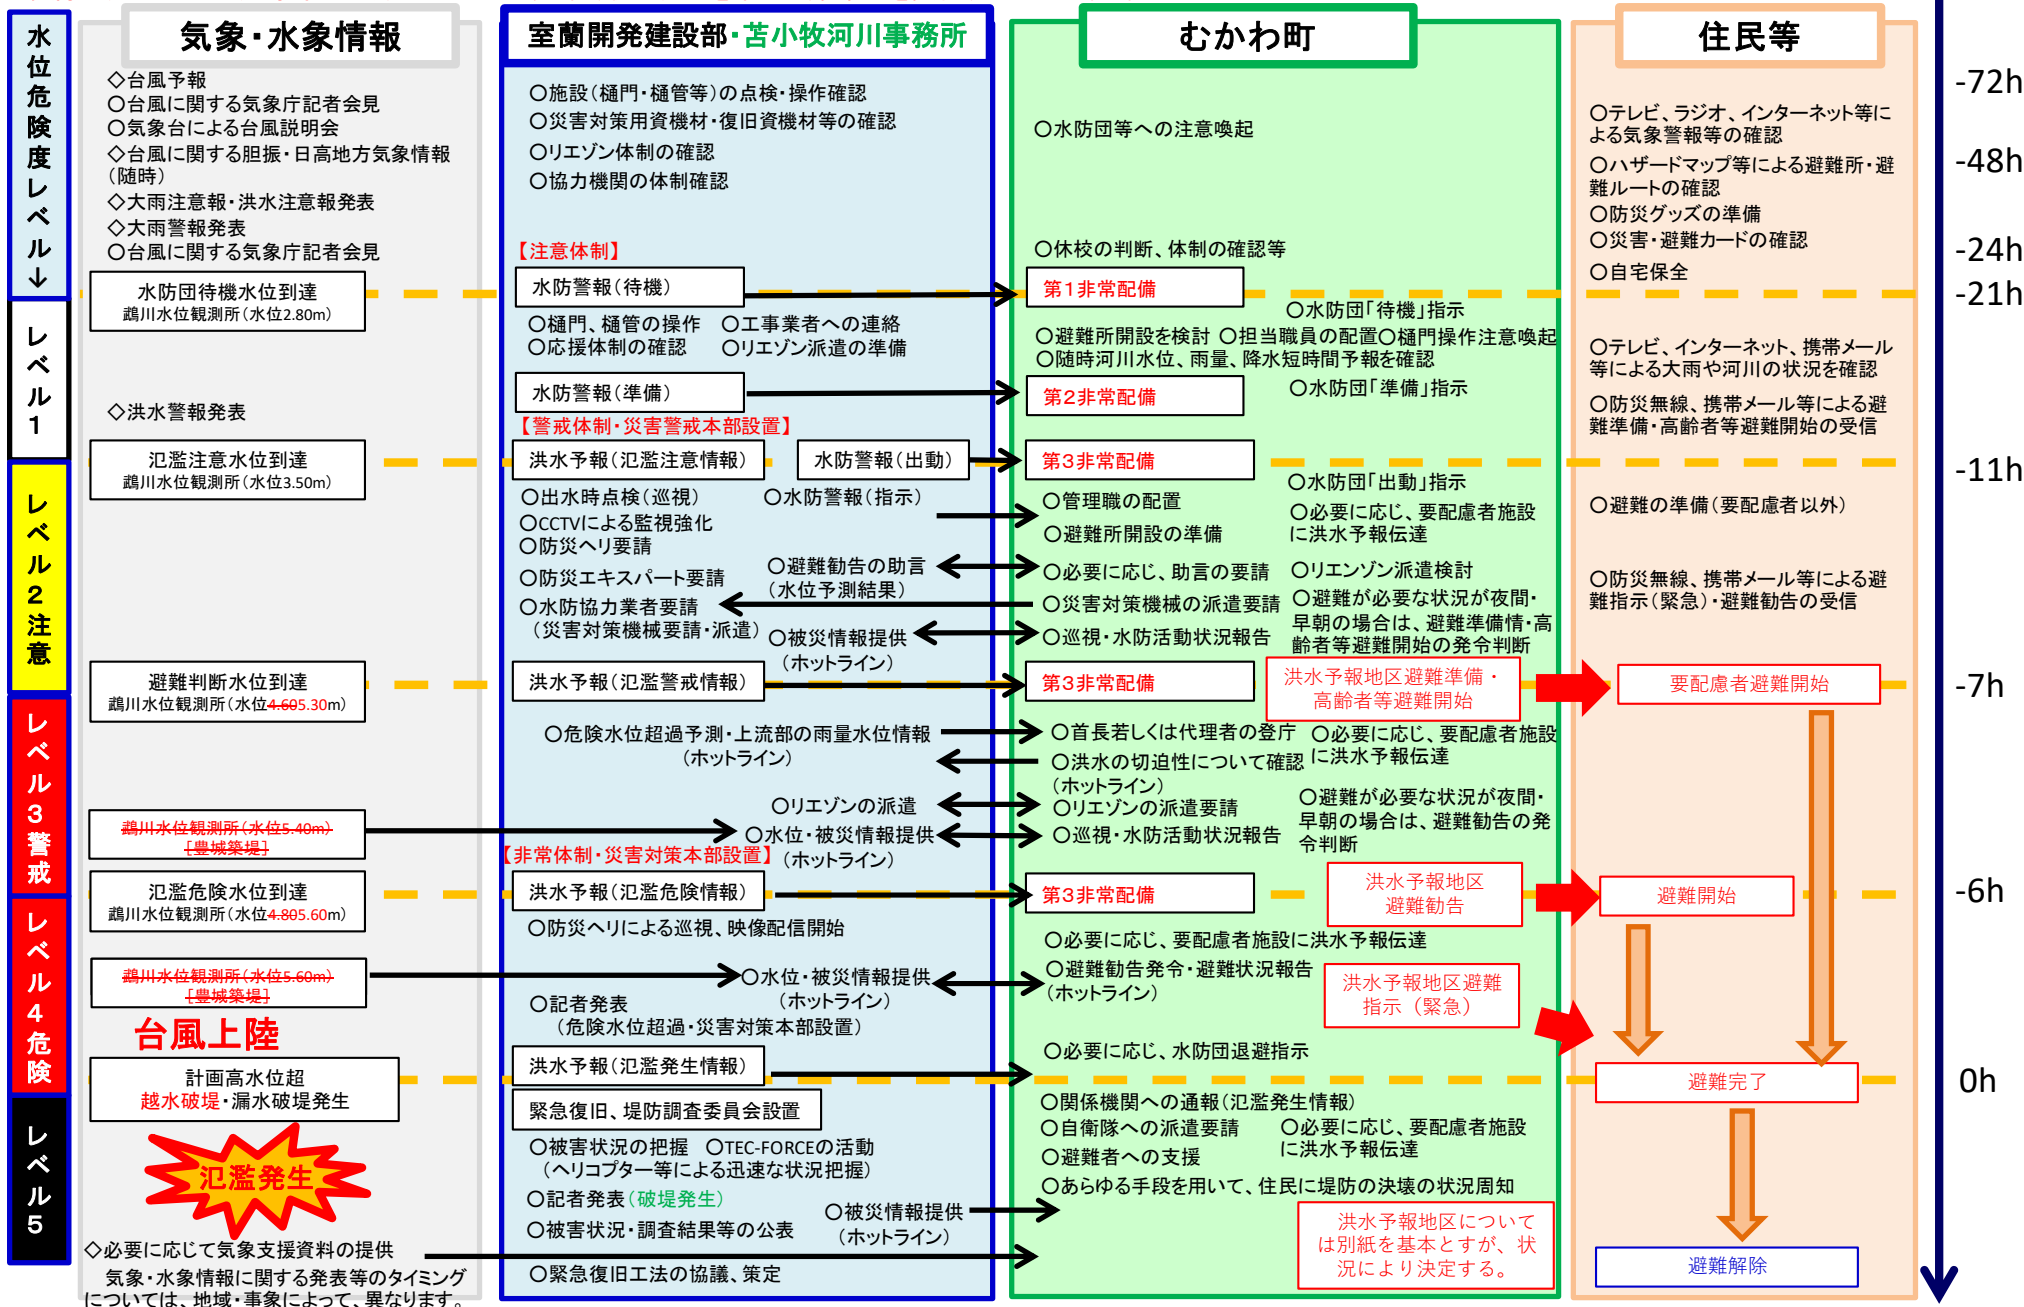 水位危険度レベル↓
レベル1
レベル2注意
レベル3警戒
レベル4危険
レベル5
気象・水象情報
◇台風予報
○台風に関する気象庁記者会見
○気象台による台風説明会
◇台風に関する胆振・日高地方気象情報
(随時)
◇大雨注意報・洪水注意報発表
◇大雨警報発表
○台風に関する気象庁記者会見
水防団待機水位到達
鵡川水位観測所(水位2.80m)
◇洪水警報発表
氾濫注意水位到達
鵡川水位観測所(水位3.50m)
避難判断水位到達
鵡川水位観測所(水位4.605.30m)
鵡川水位観測所(水位5.40m)
[豊城築堤]
氾濫危険水位到達
鵡川水位観測所(水位4.805.60m)
鵡川水位観測所(水位5.60m)
[豊城築堤]
台風上陸
計画高水位超
越水破堤・漏水破堤発生
氾濫発生
◇必要に応じて気象支援資料の提供
気象・水象情報に関する発表等のタイミング
については、地域・事象によって、異なります。
室蘭開発建設部・苫小牧河川事務所
○施設(樋門・樋管等)の点検・操作確認
○災害対策用資機材・復旧資機材等の確認
○リエゾン体制の確認
○協力機関の体制確認
【注意体制】
水防警報(待機)
○樋門、樋管の操作 ○工事業者への連絡
○応援体制の確認 ○リエゾン派遣の準備
水防警報(準備)
【警戒体制・災害警戒本部設置】
洪水予報(氾濫注意情報)
水防警報(出動)
○出水時点検(巡視)
○水防警報(指示)
○CCTVによる監視強化
○防災ヘリ要請
○避難勧告の助言
(水位予測結果)
○防災エキスパート要請
○水防協力業者要請
(災害対策機械要請・派遣)
○被災情報提供
(ホットライン)
洪水予報(氾濫警戒情報)
○危険水位超過予測・上流部の雨量水位情報
(ホットライン)
○リエゾンの派遣
○水位・被災情報提供
(ホットライン)
【非常体制・災害対策本部設置】
洪水予報(氾濫危険情報)
○防災ヘリによる巡視、映像配信開始
○水位・被災情報提供
(ホットライン)
○記者発表
(危険水位超過・災害対策本部設置)
洪水予報(氾濫発生情報)
緊急復旧、堤防調査委員会設置
○被害状況の把握 ○TEC-FORCEの活動
(ヘリコプター等による迅速な状況把握)
○記者発表(破堤発生)
○被害状況・調査結果等の公表
○被災情報提供
(ホットライン)
○緊急復旧工法の協議、策定
むかわ町
○水防団等への注意喚起
○休校の判断、体制の確認等
第1非常配備
○水防団「待機」指示
○避難所開設を検討 ○担当職員の配置○樋門操作注意喚起
○随時河川水位、雨量、降水短時間予報を確認
第2非常配備
○水防団「準備」指示
第3非常配備
○水防団「出動」指示
○管理職の配置
○避難所開設の準備
○必要に応じ、要配慮者施設
に洪水予報伝達
○必要に応じ、助言の要請
○リエンゾン派遣検討
○災害対策機械の派遣要請
○巡視・水防活動状況報告
○避難が必要な状況が夜間・
早朝の場合は、避難準備情・高
齢者等避難開始の発令判断
第3非常配備
洪水予報地区避難準備・
高齢者等避難開始
○首長若しくは代理者の登庁
○必要に応じ、要配慮者施設
に洪水予報伝達
○洪水の切迫性について確認
(ホットライン)
○リエゾンの派遣要請
○巡視・水防活動状況報告
○避難が必要な状況が夜間・
早朝の場合は、避難勧告の発
令判断
第3非常配備
洪水予報地区
避難勧告
○必要に応じ、要配慮者施設に洪水予報伝達
○避難勧告発令・避難状況報告
(ホットライン)
洪水予報地区避難
指示(緊急)
○必要に応じ、水防団退避指示
○関係機関への通報(氾濫発生情報)
○自衛隊への派遣要請
○必要に応じ、要配慮者施設
に洪水予報伝達
○避難者への支援
○あらゆる手段を用いて、住民に堤防の決壊の状況周知
洪水予報地区について
は別紙を基本とすが、状
況により決定する。
住民等
○テレビ、ラジオ、インターネット等に
よる気象警報等の確認
○ハザードマップ等による避難所・避
難ルートの確認
○防災グッズの準備
○災害・避難カードの確認
○自宅保全
○テレビ、インターネット、携帯メール
等による大雨や河川の状況を確認
○防災無線、携帯メール等による避
難準備・高齢者等避難開始の受信
○避難の準備(要配慮者以外)
○防災無線、携帯メール等による避
難指示(緊急)・避難勧告の受信
要配慮者避難開始
避難開始
避難完了
避難解除
-72h
-48h
-24h
-21h
-11h
-7h
-6h
0h